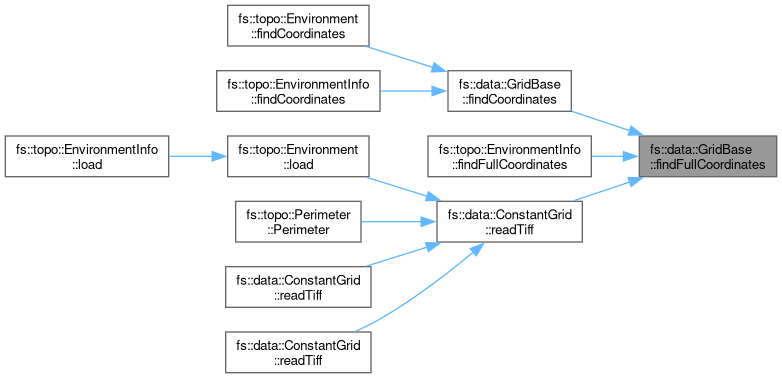 fs::topo::Environment
::findCoordinates
fs::topo::EnvironmentInfo
::findCoordinates
fs::data::GridBase
::findCoordinates
fs::topo::EnvironmentInfo
::load
fs::topo::Environment
::load
fs::topo::EnvironmentInfo
::findFullCoordinates
fs::data::GridBase
::findFullCoordinates
fs::topo::Perimeter
::Perimeter
fs::data::ConstantGrid
::readTiff
fs::data::ConstantGrid
::readTiff
fs::data::ConstantGrid
::readTiff